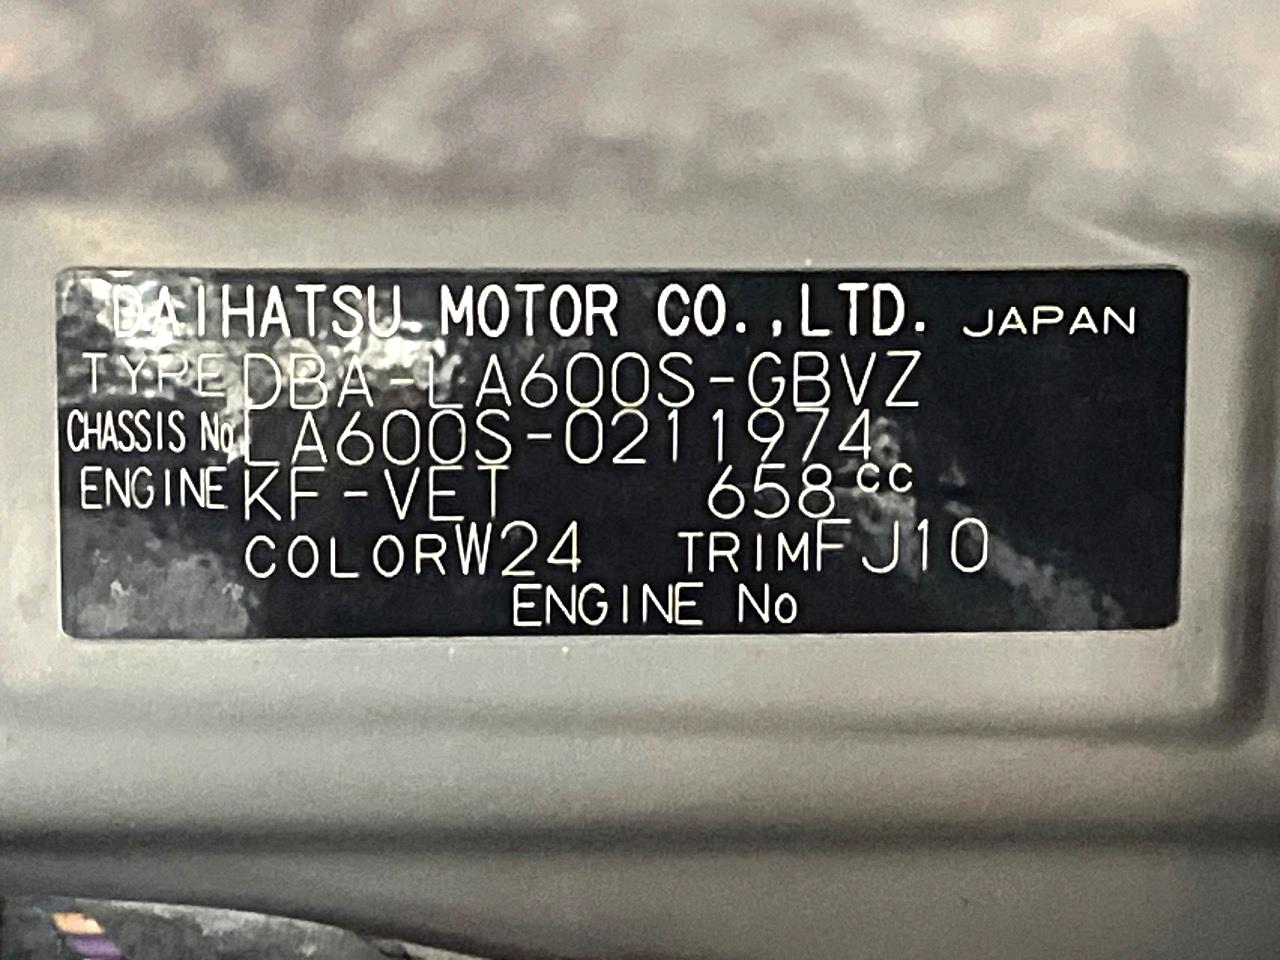 DAIHATSU MOTOR CO.,LTD. JAPAN
TYPE DBA-LA600S-GBVZ
CHASSIS No LA600S-0211974
ENGINE KF-VET 658cc
COLOR W24 TRIM FJ10
ENGINE No